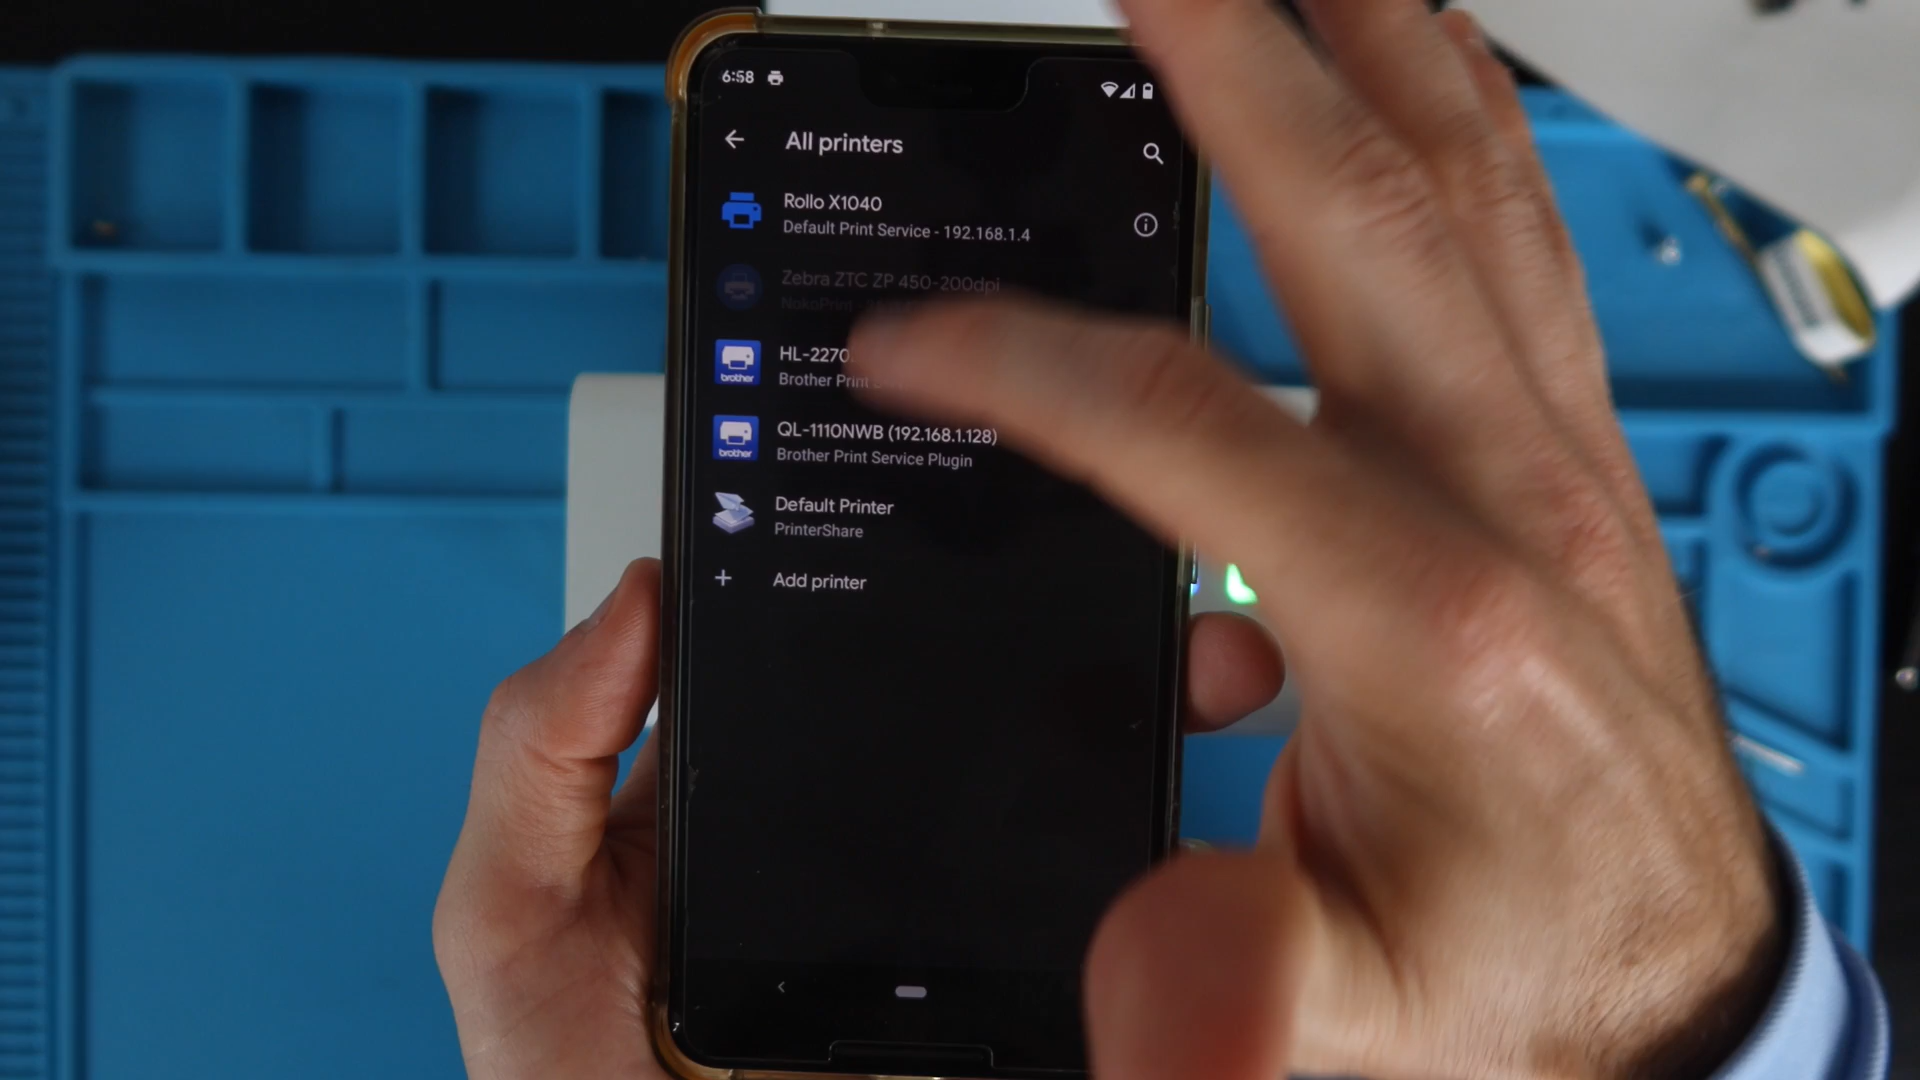 6:58
All printers
Rollo X1040
Default Print Service - 192.168.1.4
Zebra ZTC ZP 450-200dpi
NokoPrint -
HL-2270
brother
Brother Print
QL-1110NWB (192.168.1.128)
brother
Brother Print Service Plugin
Default Printer
PrinterShare
+ Add printer